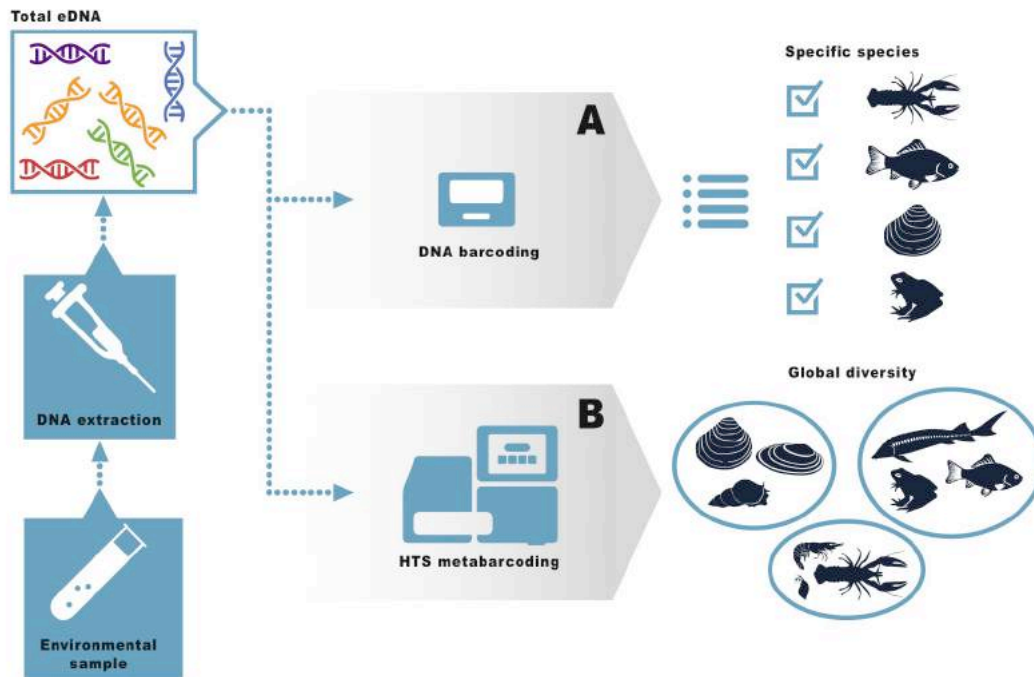 Total eDNA
Specific species
A
DNA barcoding
DNA extraction
Global diversity
B
HTS metabarcoding
Environmental
sample